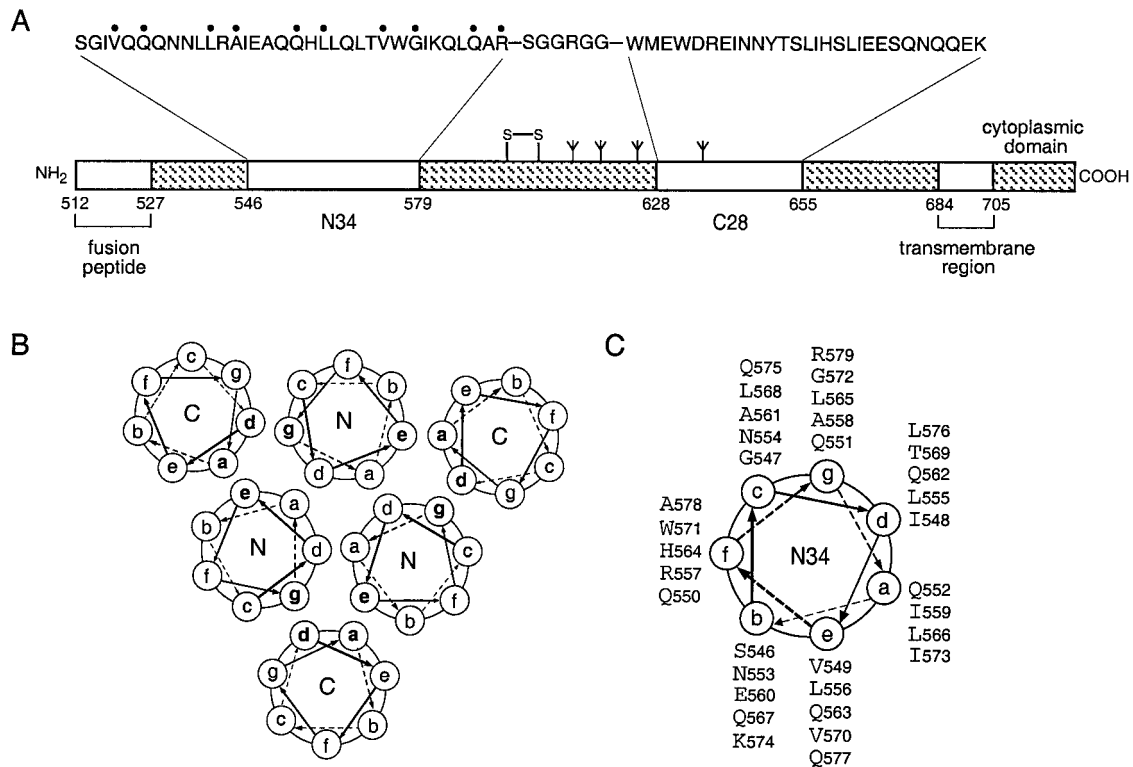 A
SGIVQQQNNLLRAIEAQQHLLQLTVWGIKQLQAR–SGGRGG–WMEWDREINNYTSLIHSLIEESQNQQEK
S S
cytoplasmic
domain
NH2
COOH
512 527 546 579 628 655 684 705
N34 C28
fusion
peptide
transmembrane
region
B
c g d a e b f
C
f b e a d g c
N
b f c g d a e
C
a d g c b f e
N
d g c f b e a
N
d a e b f c g
C
C
Q575
L568
A561
N554
G547
R579
G572
L565
A558
Q551
L576
T569
Q562
L555
I548
A578
W571
H564
R557
Q550
c g d a e b f
N34
Q552
I559
L566
I573
S546
N553
E560
Q567
K574
V549
L556
Q563
V570
Q577